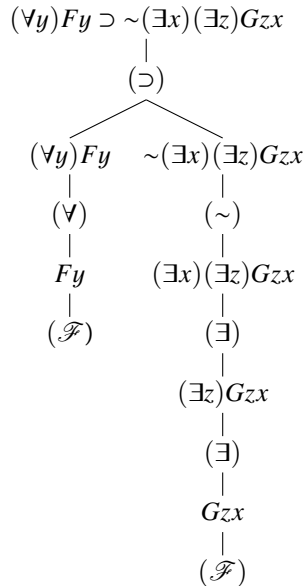 (∀y)Fy ⊃ ~(∃x)(∃z)Gzx
(⊃)
(∀y)Fy ~(∃x)(∃z)Gzx
(∀) (~)
Fy (∃x)(∃z)Gzx
(ℱ) (∃)
(∃z)Gzx
(∃)
Gzx
(ℱ)